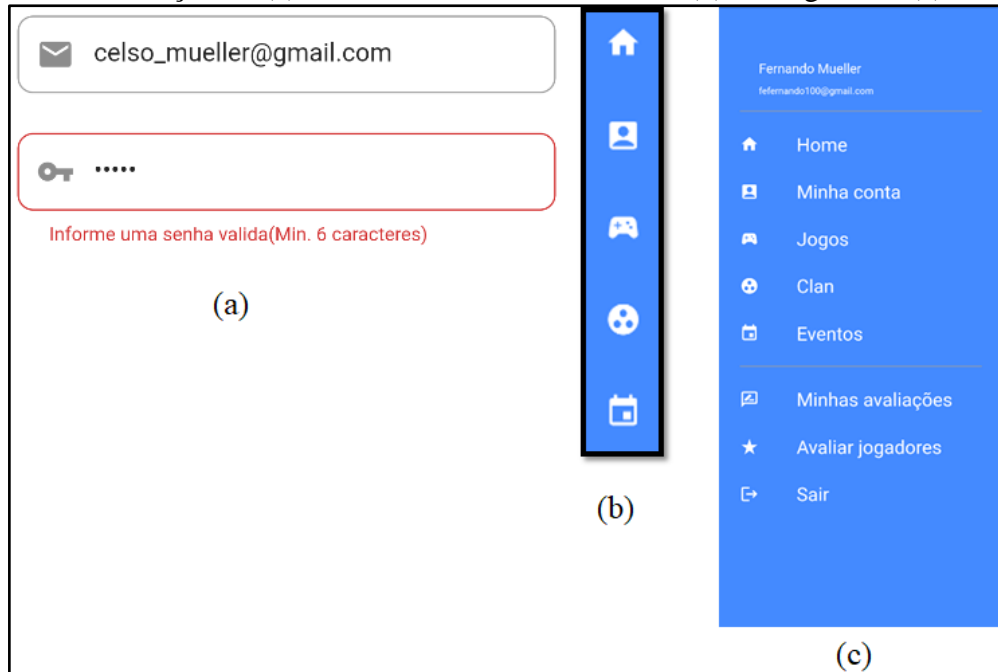 celso_mueller@gmail.com
•••••
Informe uma senha valida(Min. 6 caracteres)
(a)
(b)
Fernando Mueller
fefernando100@gmail.com
Home
Minha conta
Jogos
Clan
Eventos
Minhas avaliações
Avaliar jogadores
Sair
(c)